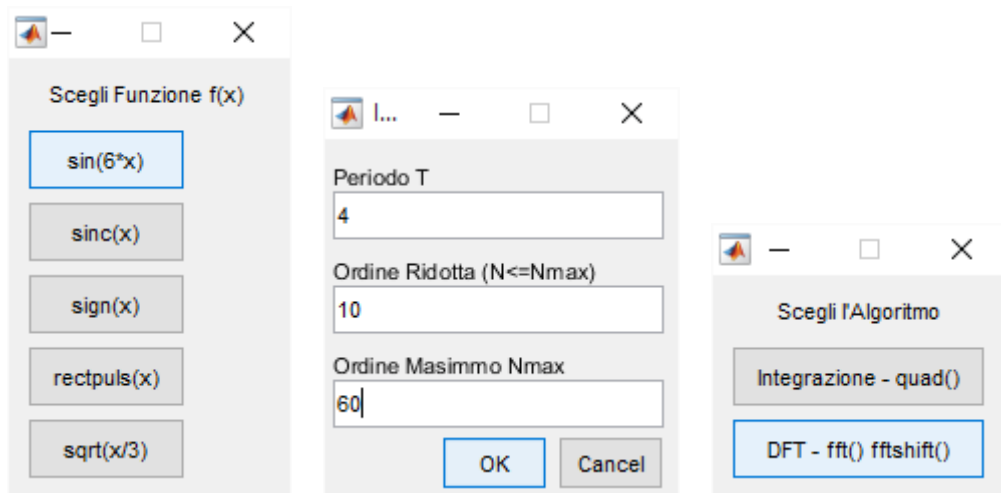 Scegli Funzione f(x)
sin(6*x)
sinc(x)
sign(x)
rectpuls(x)
sqrt(x/3)
I...
Periodo T
4
Ordine Ridotta (N<=Nmax)
10
Ordine Masimmo Nmax
60
OK
Cancel
Scegli l'Algoritmo
Integrazione - quad()
DFT - fft() fftshift()